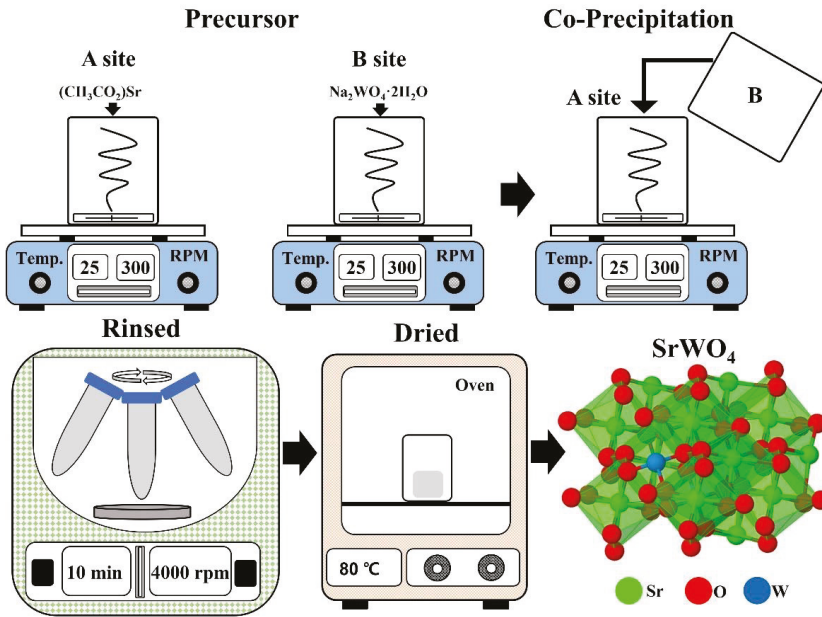 Precursor
Co-Precipitation
A site
(CH₃CO₂)Sr
B site
Na₂WO₄·2H₂O
A site
B
Temp.
25
300
RPM
Temp.
25
300
RPM
Temp.
25
300
RPM
Rinsed
10 min
4000 rpm
Dried
Oven
80 ℃
SrWO₄
Sr
O
W